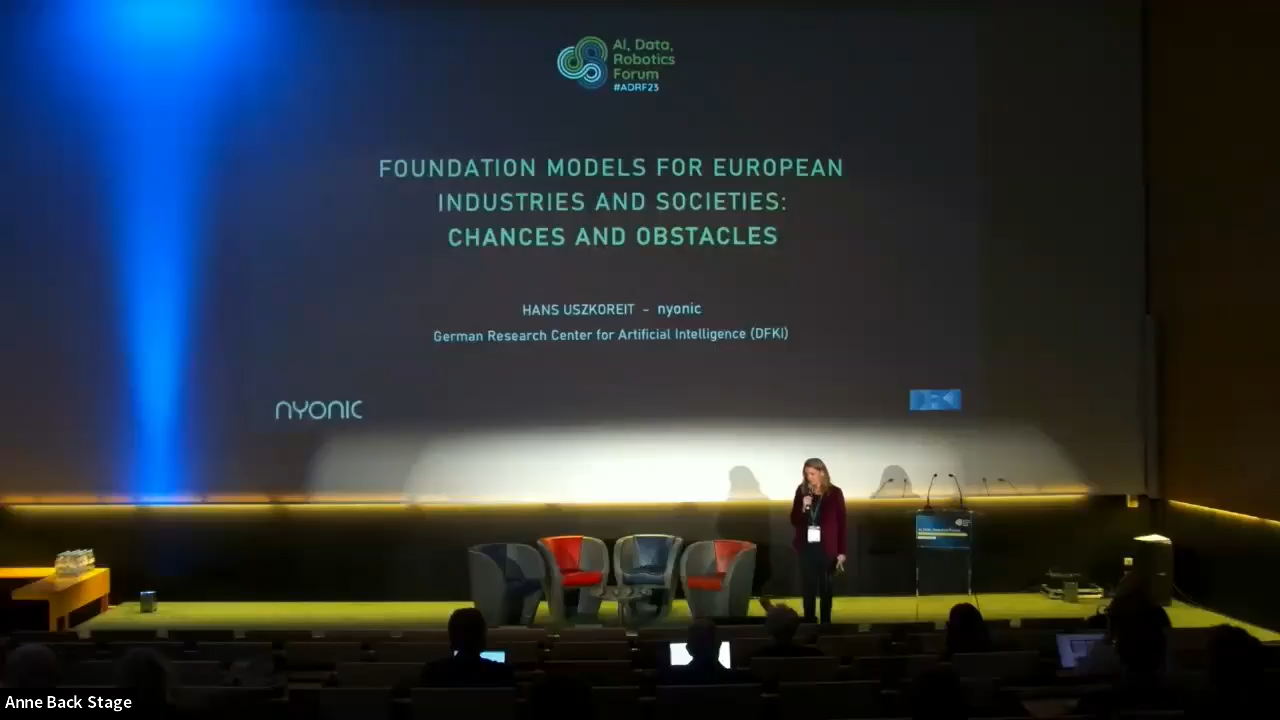 AI, Data,
Robotics
Forum
#ADRF23
FOUNDATION MODELS FOR EUROPEAN
INDUSTRIES AND SOCIETIES:
CHANCES AND OBSTACLES
HANS USZKOREIT - nyonic
German Research Center for Artificial Intelligence (DFKI)
NYONIC
Anne Back Stage